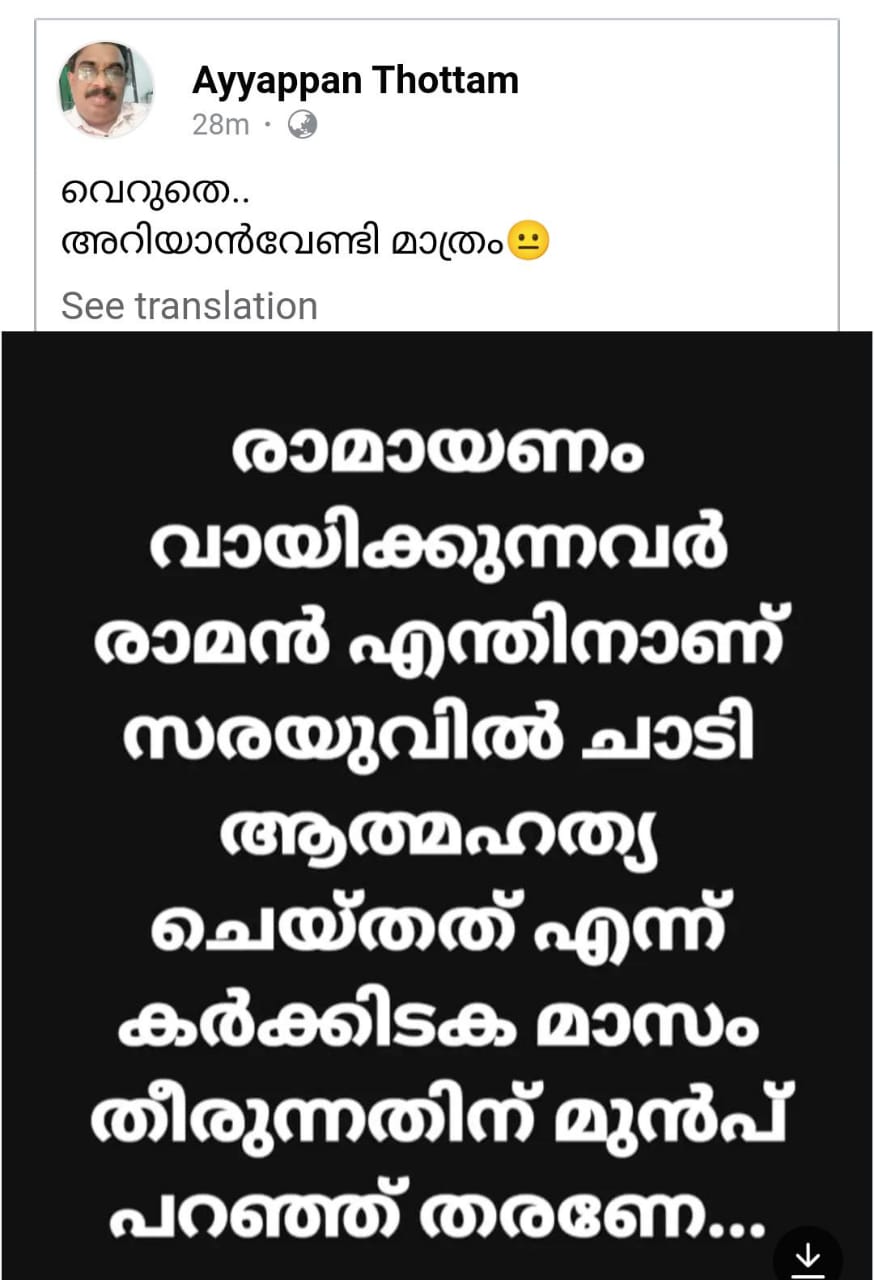 Ayyappan Thottam
28m ·
വെറുതെ..
അറിയാൻവേണ്ടി മാത്രം😐
See translation
രാമായണം
വായിക്കുന്നവർ
രാമൻ എന്തിനാണ്
സരയുവിൽ ചാടി
ആത്മഹത്യ
ചെയ്തത് എന്ന്
കർക്കിടക മാസം
തീരുന്നതിന് മുൻപ്
പറഞ്ഞ് തരണേ...